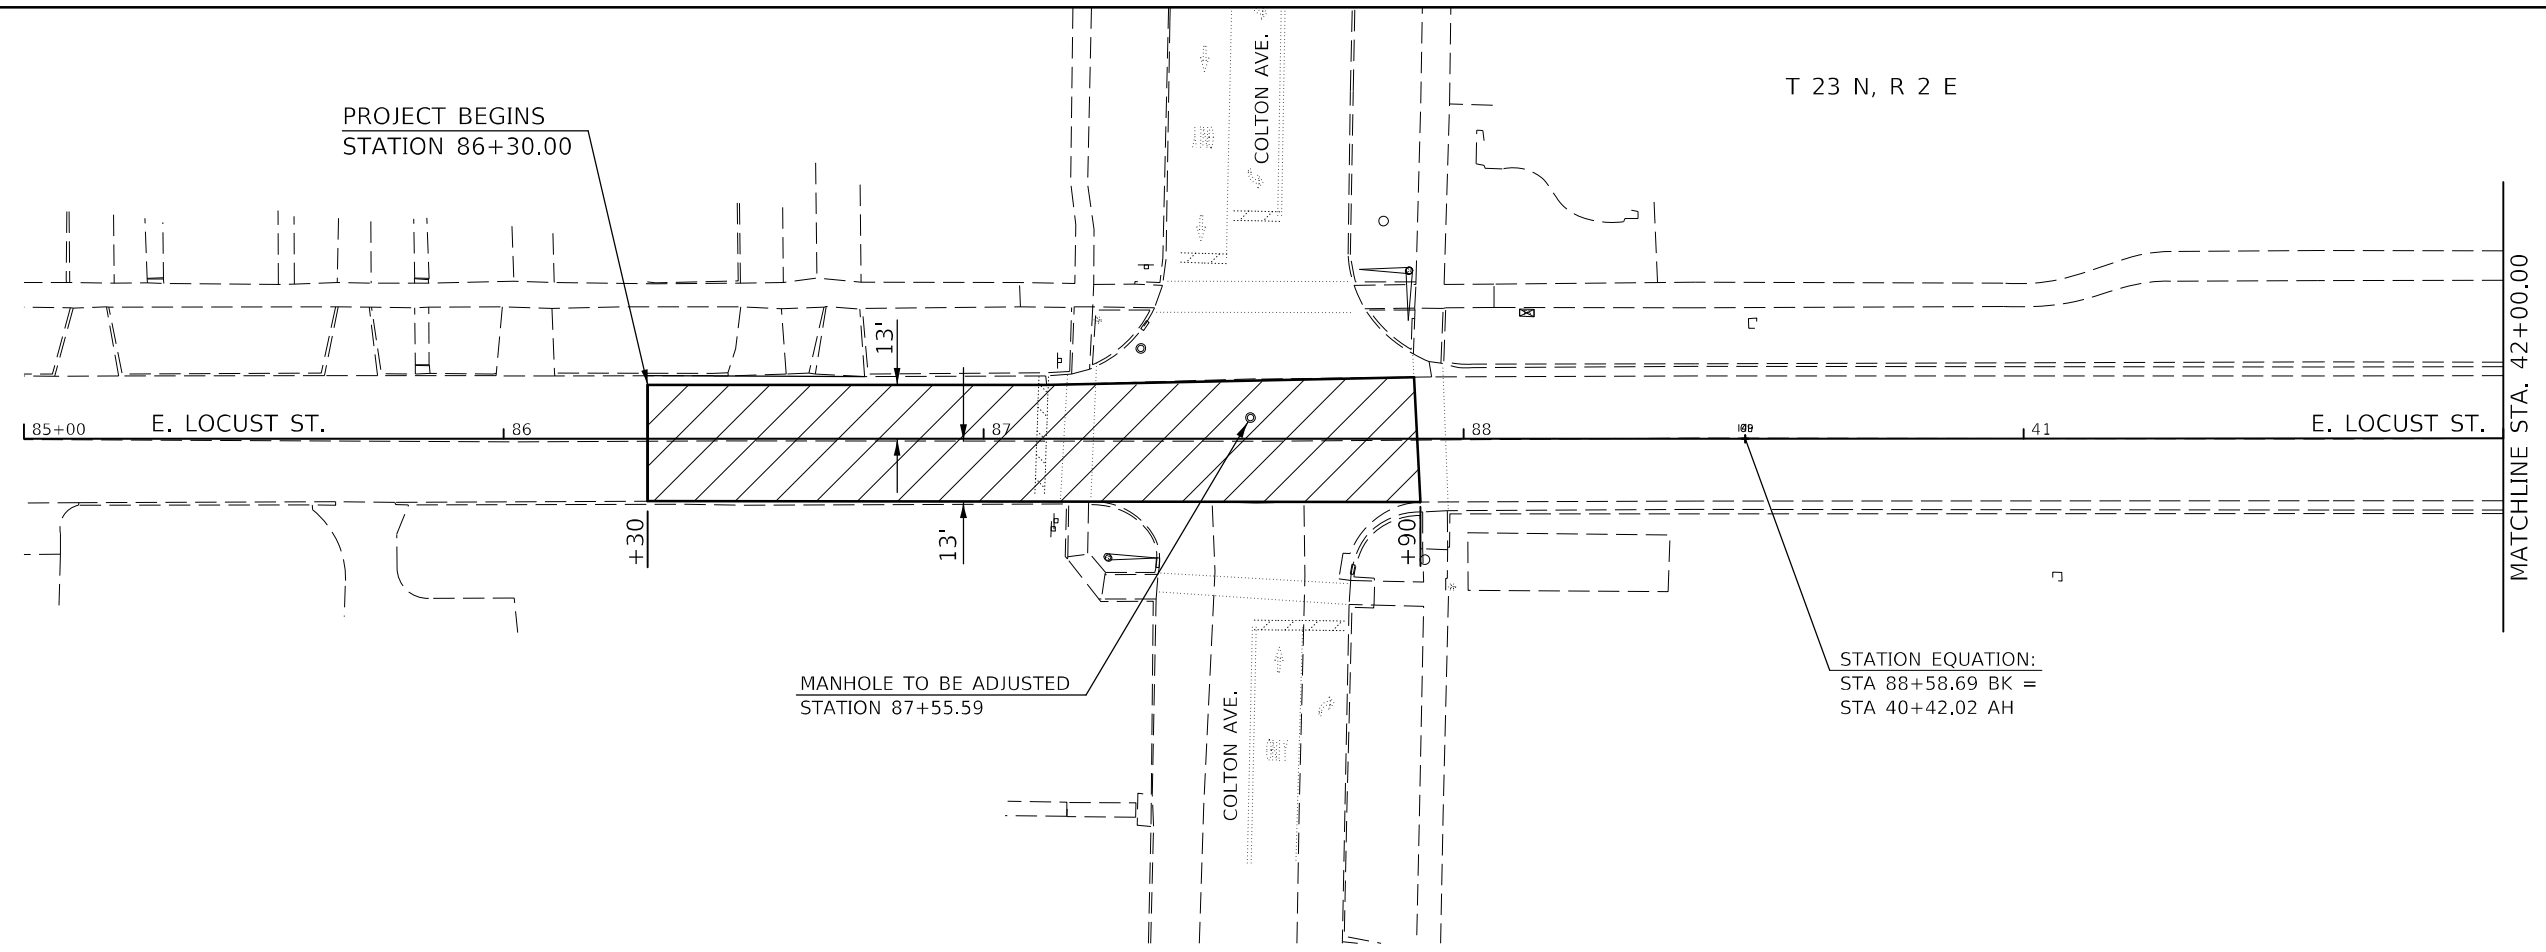 COLTON AVE.
T 23 N, R 2 E
PROJECT BEGINS
STATION 86+30.00
13'
85+00
E. LOCUST ST.
86
87
88
41
E. LOCUST ST.
MATCHLINE STA. 42+00.00
+30
13'
+90
MANHOLE TO BE ADJUSTED
STATION 87+55.59
COLTON AVE.
STATION EQUATION:
STA 88+58.69 BK =
STA 40+42.02 AH